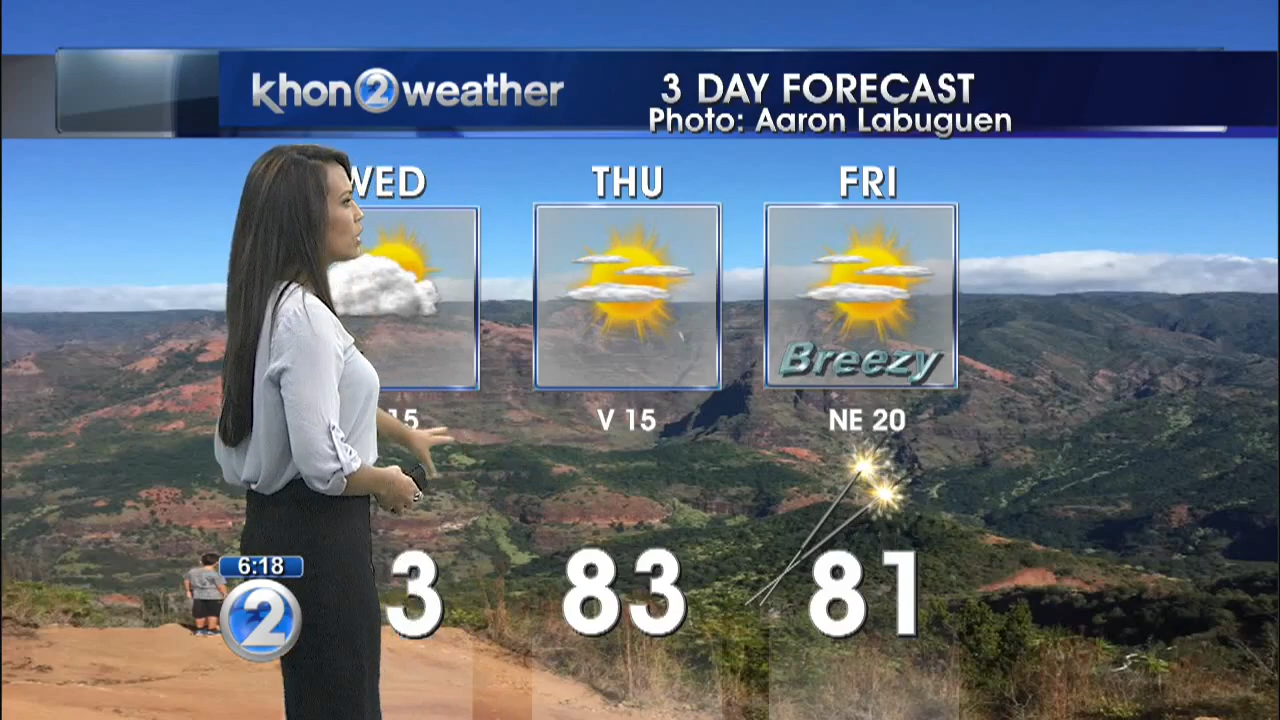 khon2weather
3 DAY FORECAST
Photo: Aaron Labuguen
WED THU FRI
Breezy
15 V 15 NE 20
3 83 81
6:18
2